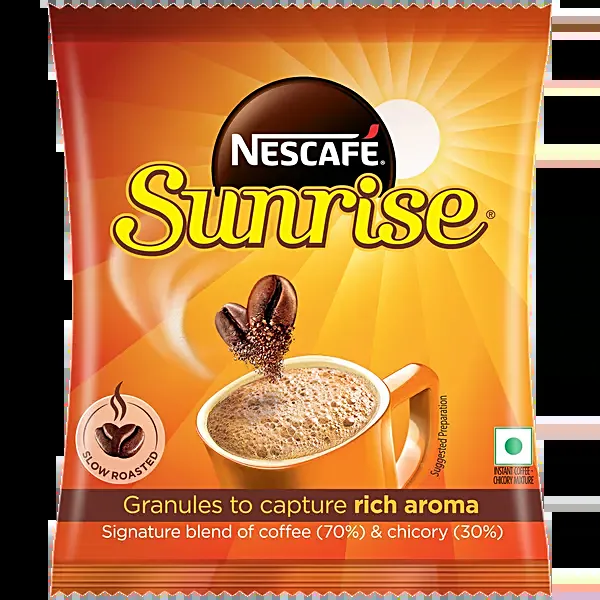 NESCAFÉ®
Sunrise®
Suggested Preparation
SLOW ROASTED
INSTANT COFFEE -
CHICORY MIXTURE
Granules to capture rich aroma
Signature blend of coffee (70%) & chicory (30%)